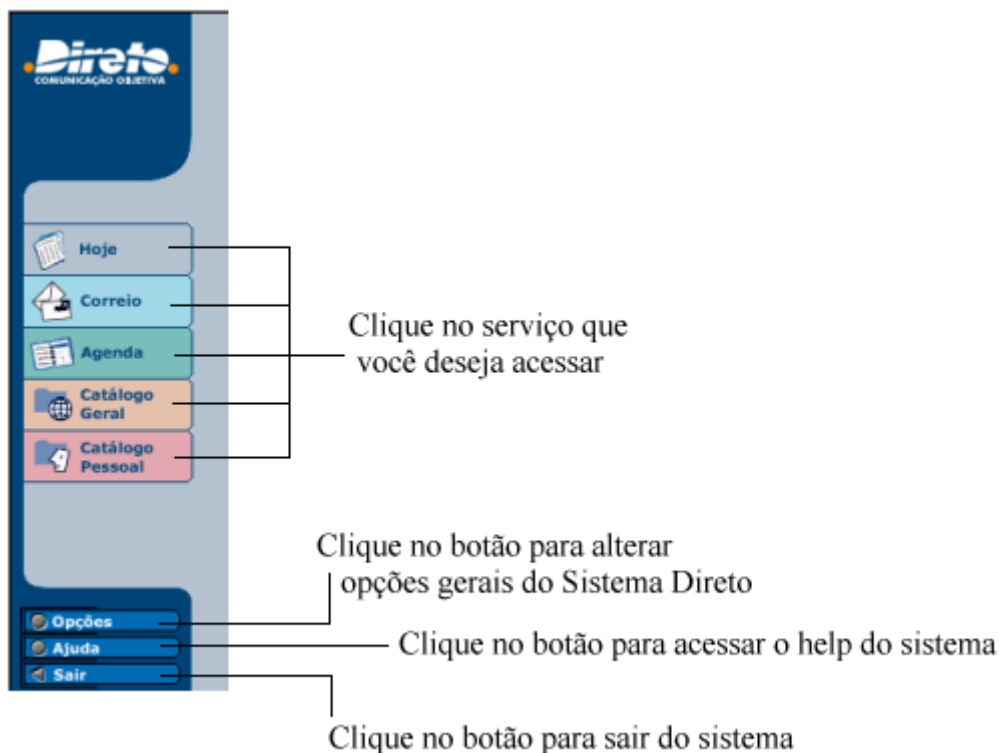 Direto
COMUNICAÇÃO OBJETIVA
Hoje
Correio
Agenda
Catálogo
Geral
Catálogo
Pessoal
Clique no serviço que
você deseja acessar
Clique no botão para alterar
opções gerais do Sistema Direto
Opções
Ajuda
Clique no botão para acessar o help do sistema
Sair
Clique no botão para sair do sistema